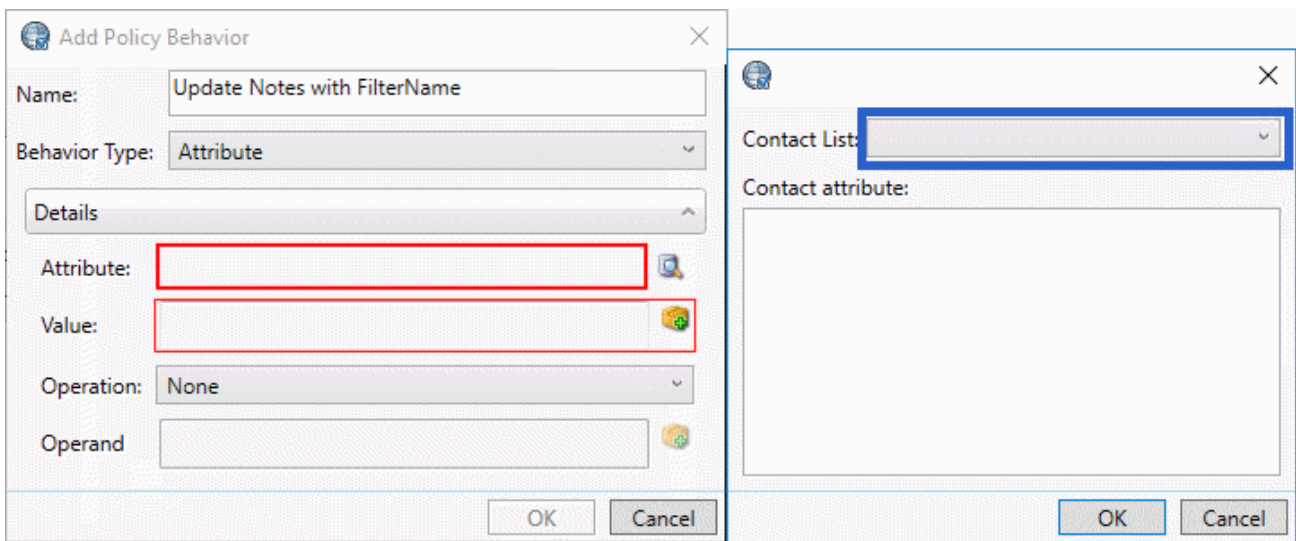 Add Policy Behavior
Name: Update Notes with FilterName
Behavior Type: Attribute
Details
Attribute:
Value:
Operation: None
Operand
OK Cancel
Contact List:
Contact attribute:
OK Cancel